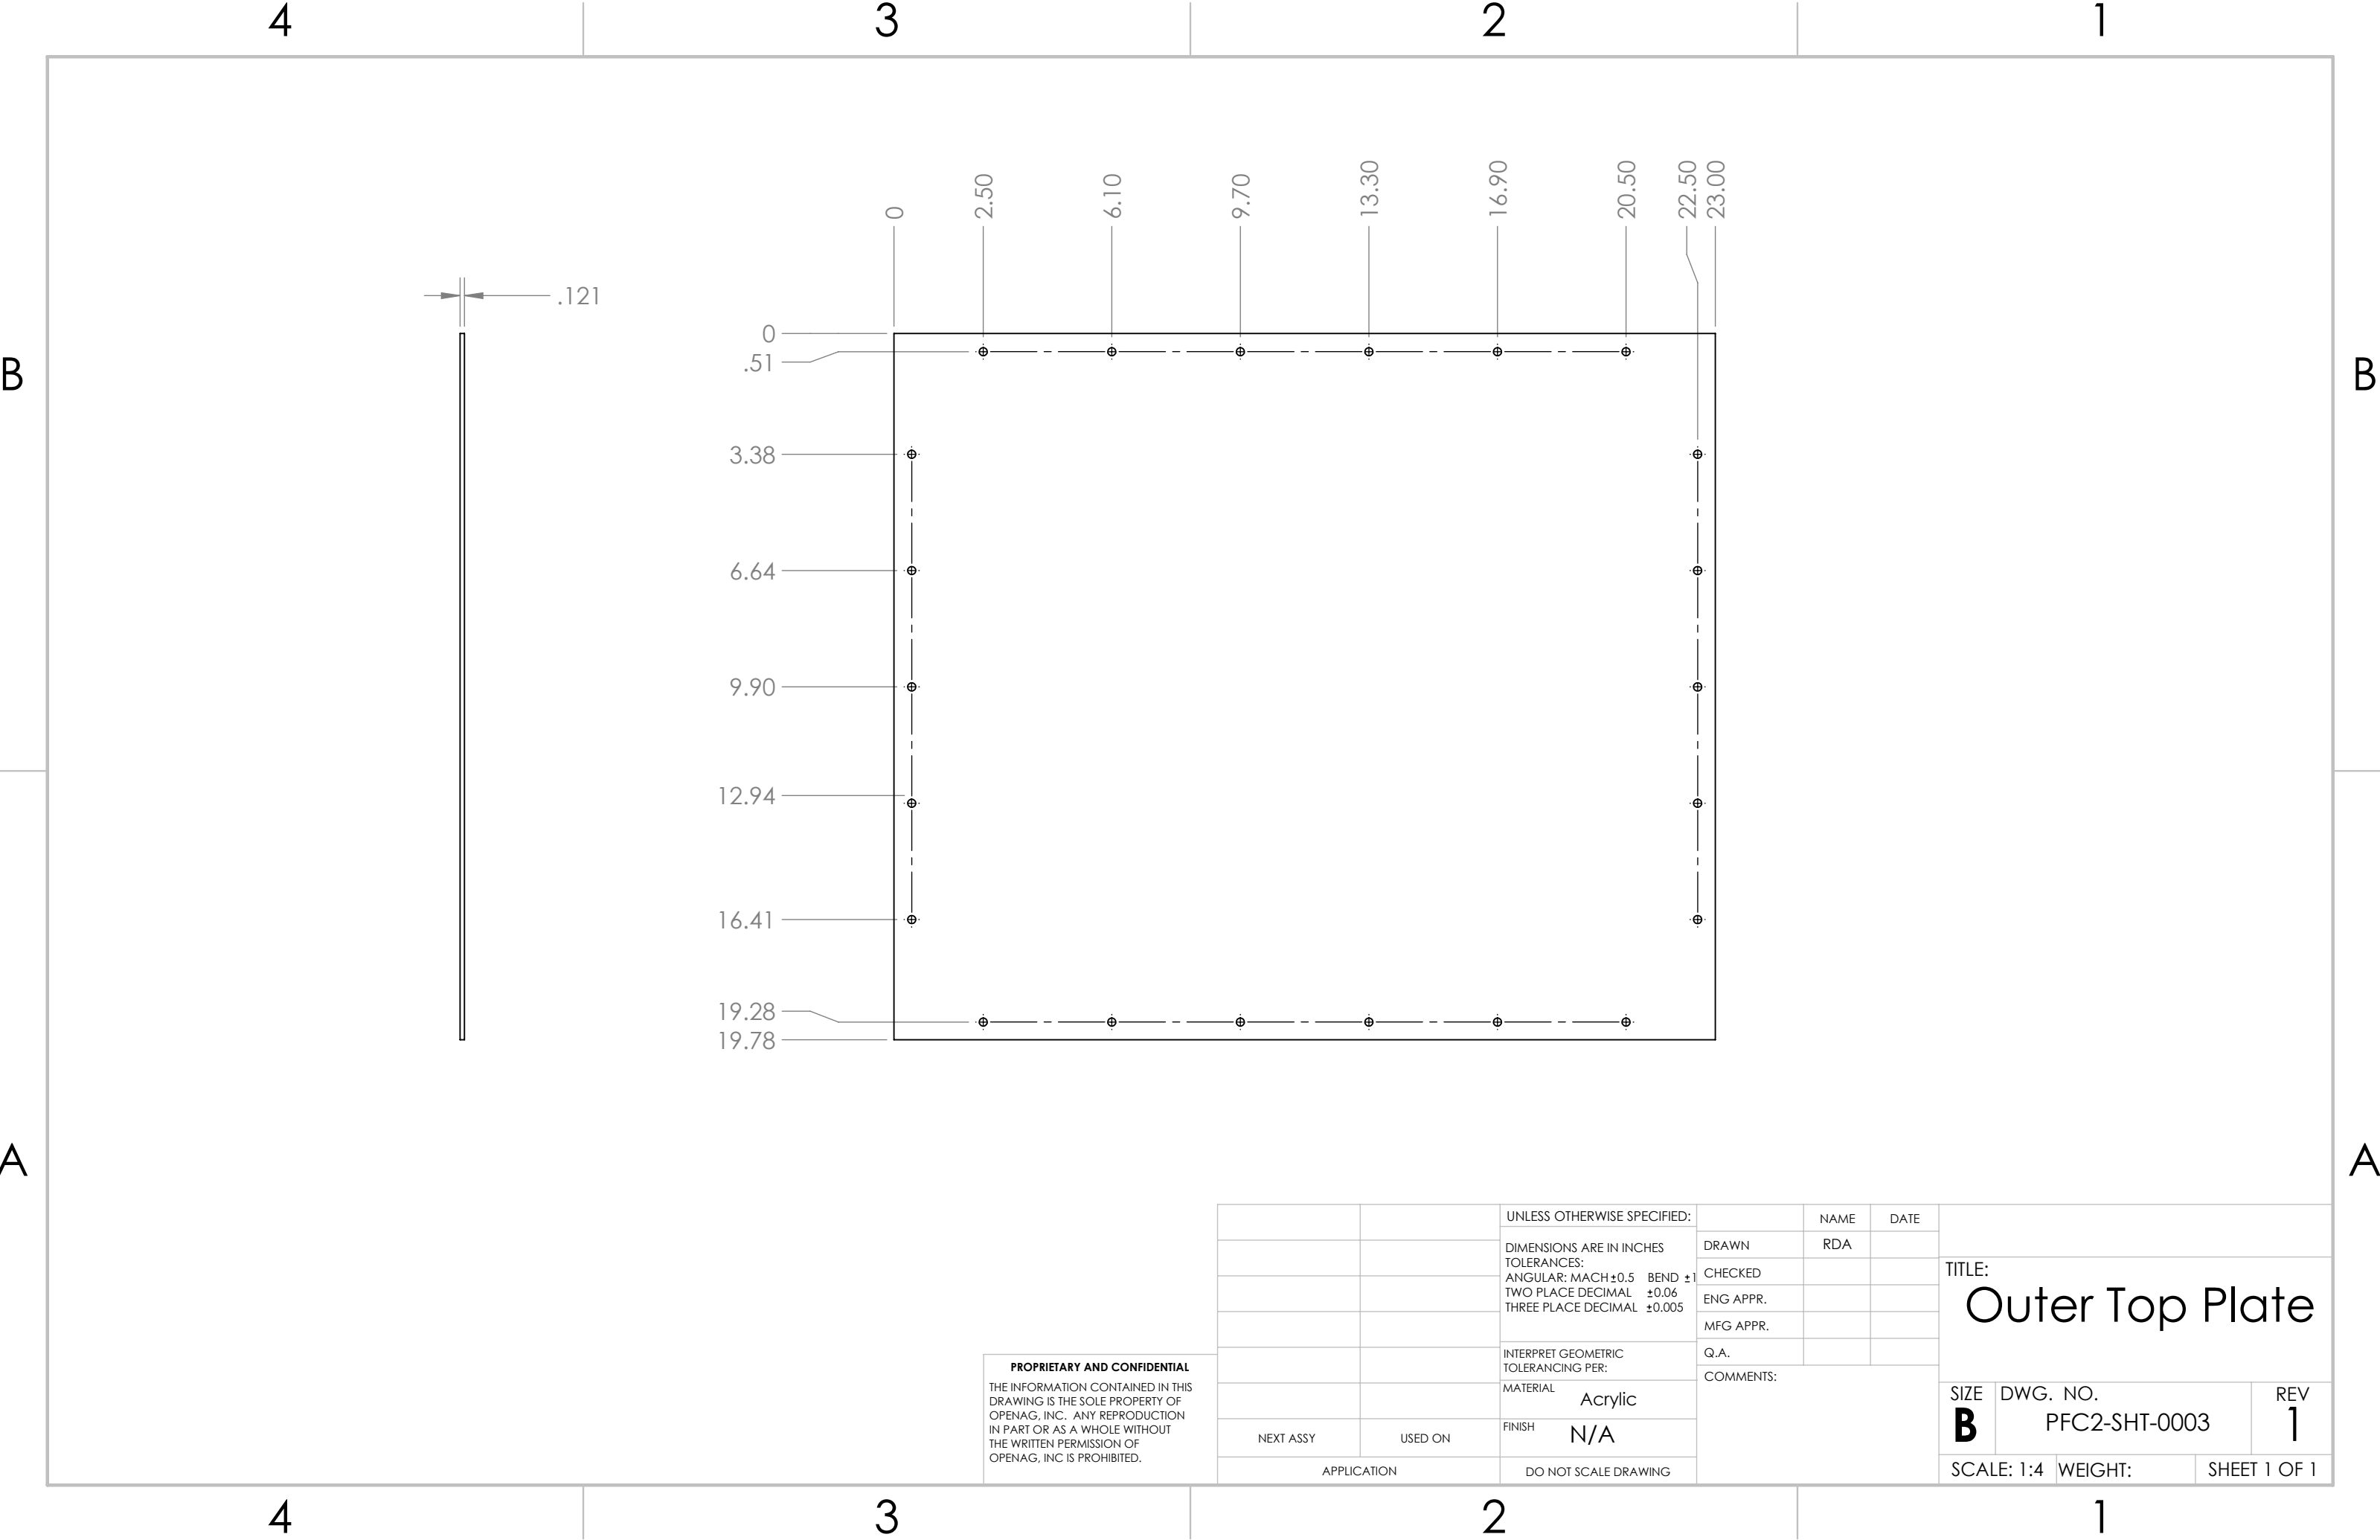 4 3 2 1
0 2.50 6.10 9.70 13.30 16.90 20.50 22.50 23.00
.121
0
.51
B B
3.38
6.64
9.90
12.94
16.41
19.28
19.78
A A
UNLESS OTHERWISE SPECIFIED:
DIMENSIONS ARE IN INCHES
TOLERANCES:
ANGULAR: MACH±0.5 BEND ±1
TWO PLACE DECIMAL ±0.06
THREE PLACE DECIMAL ±0.005
INTERPRET GEOMETRIC
TOLERANCING PER:
MATERIAL
Acrylic
FINISH
N/A
DO NOT SCALE DRAWING
NAME DATE
DRAWN RDA
CHECKED
ENG APPR.
MFG APPR.
Q.A.
COMMENTS:
TITLE:
Outer Top Plate
SIZE DWG. NO. REV
B PFC2-SHT-0003 1
SCALE: 1:4 WEIGHT: SHEET 1 OF 1
PROPRIETARY AND CONFIDENTIAL
THE INFORMATION CONTAINED IN THIS
DRAWING IS THE SOLE PROPERTY OF
OPENAG, INC. ANY REPRODUCTION
IN PART OR AS A WHOLE WITHOUT
THE WRITTEN PERMISSION OF
OPENAG, INC IS PROHIBITED.
NEXT ASSY USED ON
APPLICATION
4 3 2 1